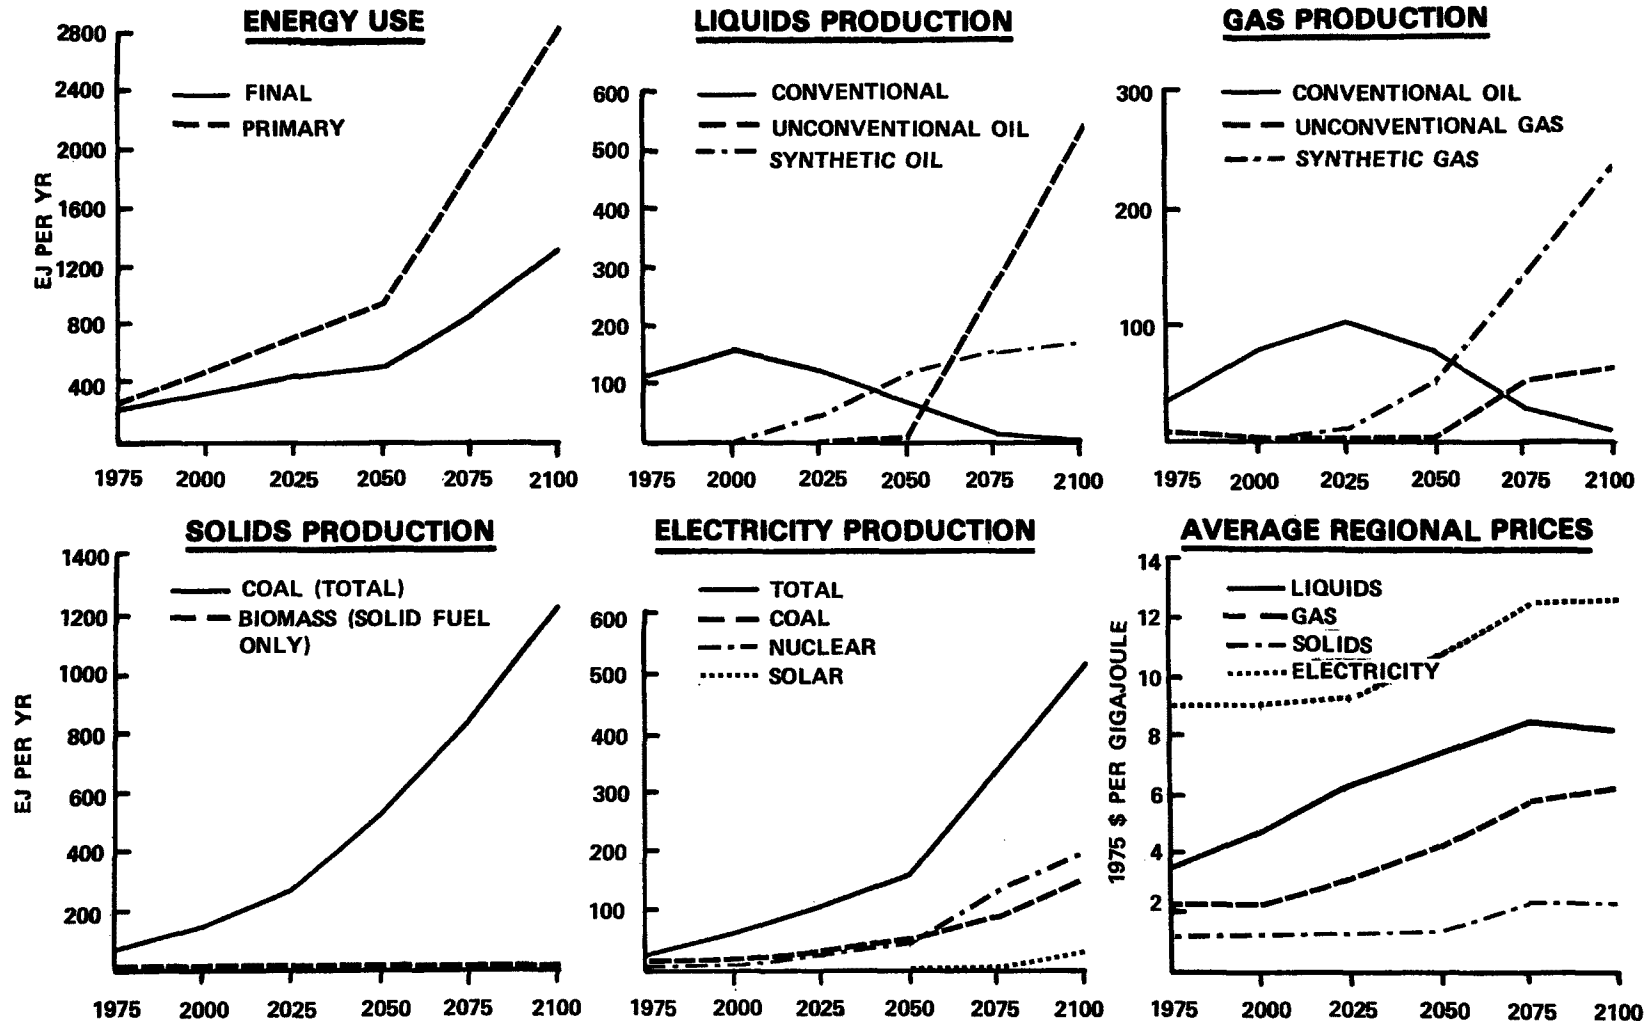 ENERGY USE
2800
2400
2000
1600
1200
800
400
EJ PER YR
FINAL
PRIMARY
1975 2000 2025 2050 2075 2100
LIQUIDS PRODUCTION
600
500
400
300
200
100
CONVENTIONAL
UNCONVENTIONAL OIL
SYNTHETIC OIL
1975 2000 2025 2050 2075 2100
GAS PRODUCTION
300
200
100
CONVENTIONAL OIL
UNCONVENTIONAL GAS
SYNTHETIC GAS
1975 2000 2025 2050 2075 2100
SOLIDS PRODUCTION
1400
1200
1000
800
600
400
200
EJ PER YR
COAL (TOTAL)
BIOMASS (SOLID FUEL
ONLY)
1975 2000 2025 2050 2075 2100
ELECTRICITY PRODUCTION
600
500
400
300
200
100
TOTAL
COAL
NUCLEAR
SOLAR
1975 2000 2025 2050 2075 2100
AVERAGE REGIONAL PRICES
14
12
10
8
6
4
2
1975 $ PER GIGAJOULE
LIQUIDS
GAS
SOLIDS
ELECTRICITY
1975 2000 2025 2050 2075 2100